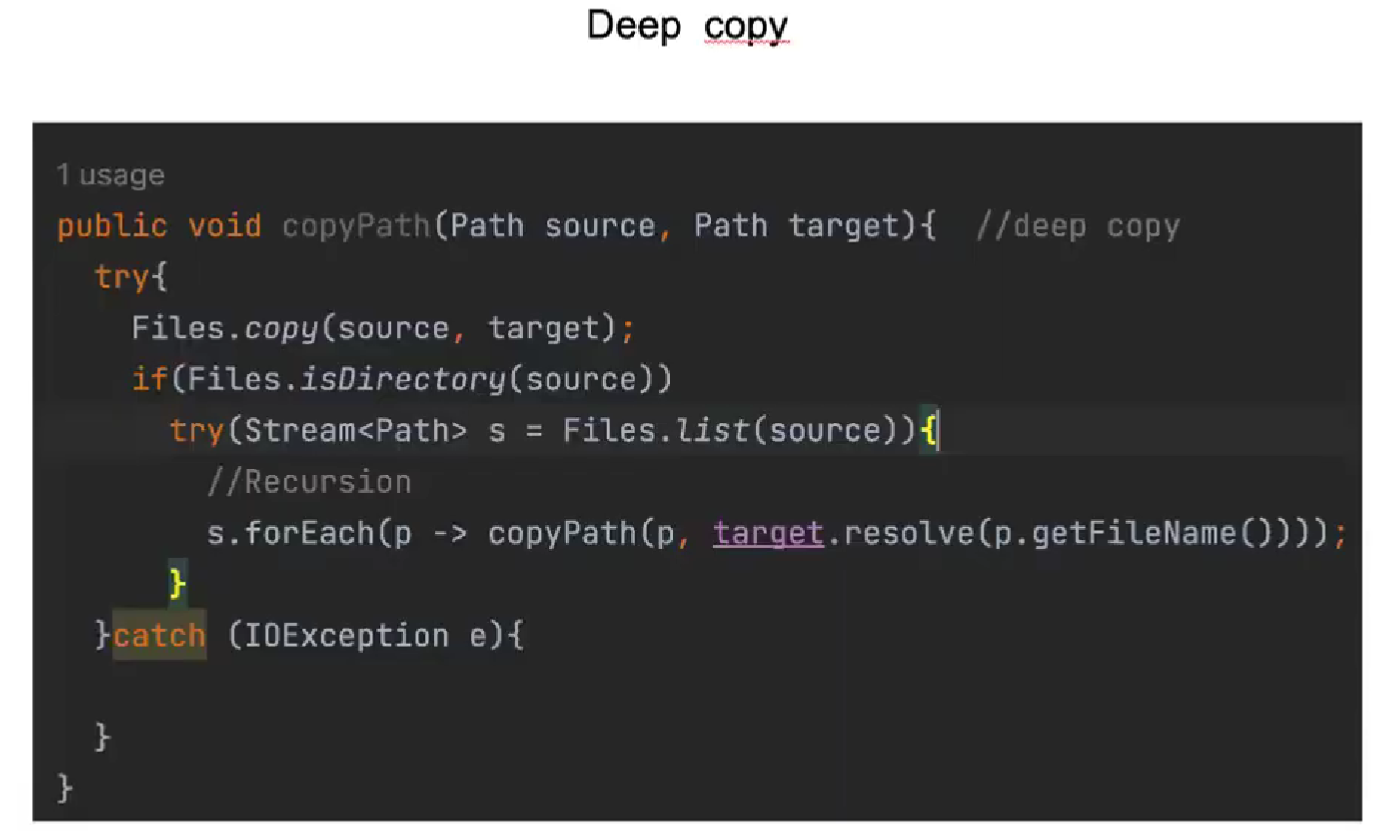 Deep copy
1 usage
public void copyPath(Path source, Path target){  //deep copy
  try{
    Files.copy(source, target);
    if(Files.isDirectory(source))
      try(Stream<Path> s = Files.list(source)){
        //Recursion
        s.forEach(p -> copyPath(p, target.resolve(p.getFileName())));
      }
  }catch (IOException e){
  }
}